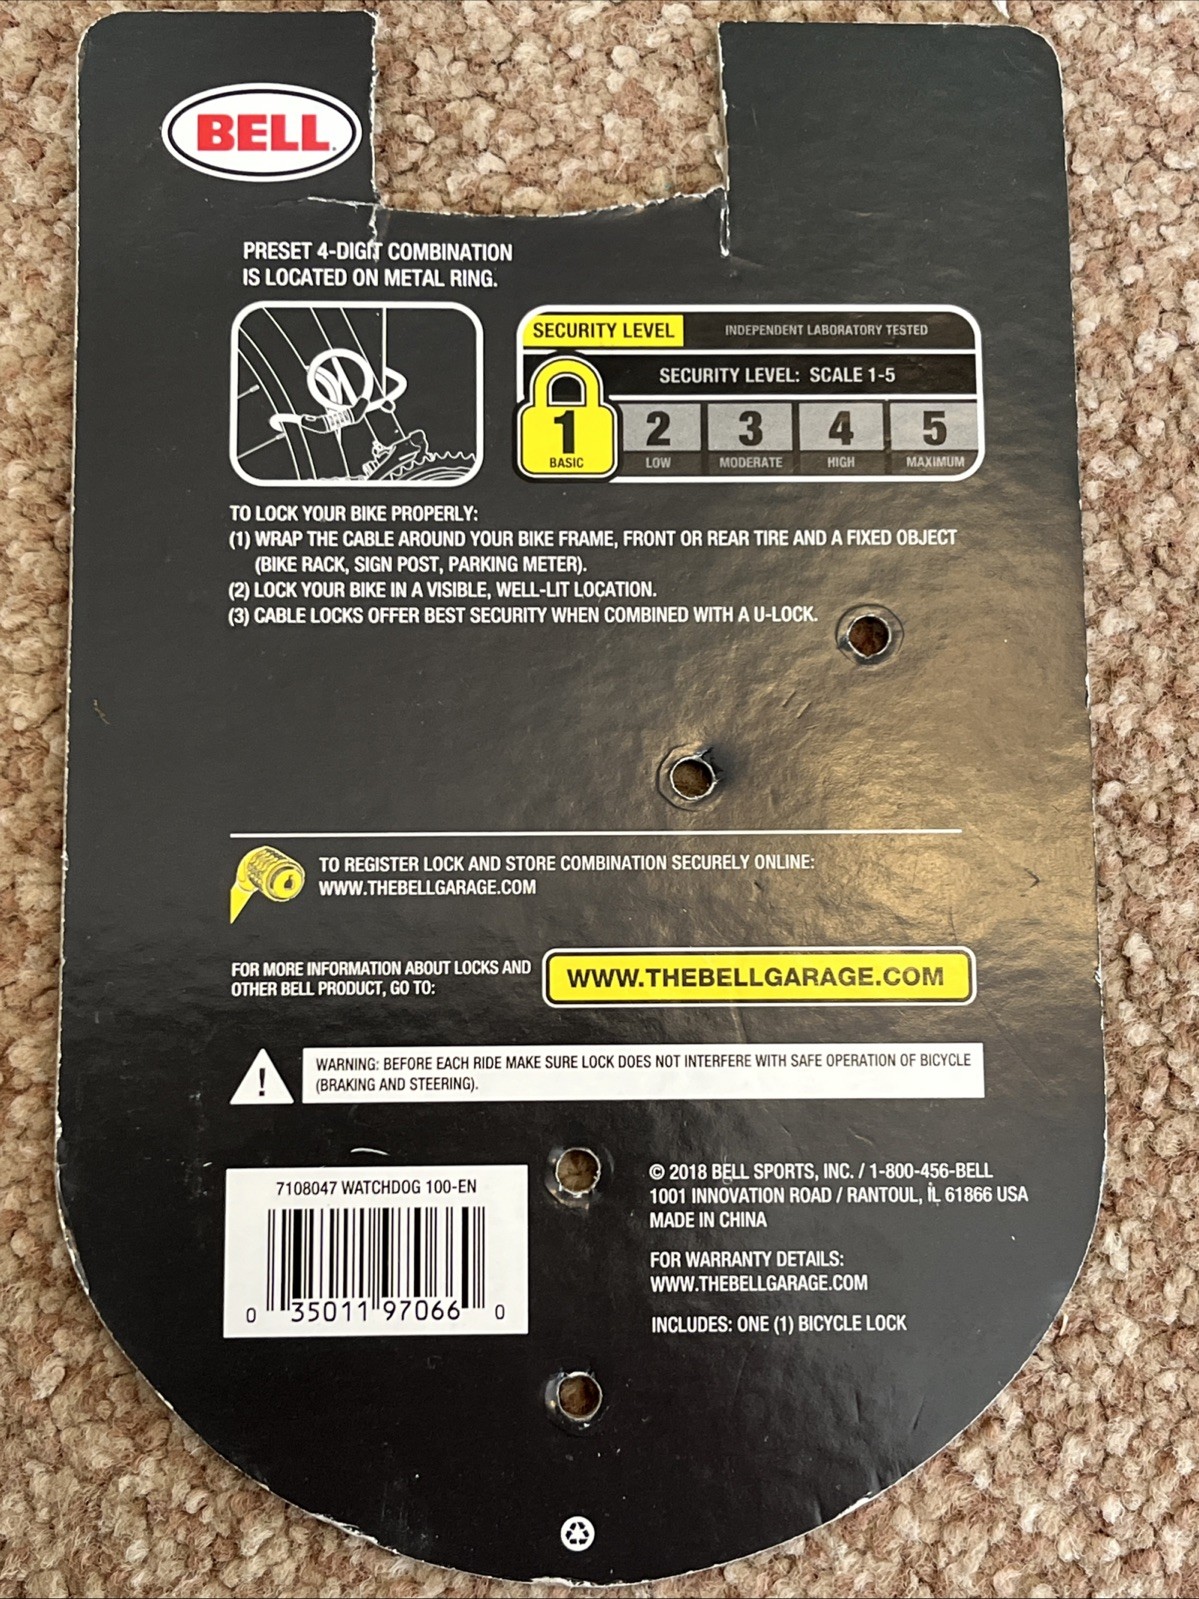 BELL
PRESET 4-DIGIT COMBINATION
IS LOCATED ON METAL RING.
SECURITY LEVEL
INDEPENDENT LABORATORY TESTED
SECURITY LEVEL: SCALE 1-5
1 2 3 4 5
BASIC LOW MODERATE HIGH MAXIMUM
TO LOCK YOUR BIKE PROPERLY:
(1) WRAP THE CABLE AROUND YOUR BIKE FRAME, FRONT OR REAR TIRE AND A FIXED OBJECT
(BIKE RACK, SIGN POST, PARKING METER).
(2) LOCK YOUR BIKE IN A VISIBLE, WELL-LIT LOCATION.
(3) CABLE LOCKS OFFER BEST SECURITY WHEN COMBINED WITH A U-LOCK.
TO REGISTER LOCK AND STORE COMBINATION SECURELY ONLINE:
WWW.THEBELLGARAGE.COM
FOR MORE INFORMATION ABOUT LOCKS AND
OTHER BELL PRODUCT, GO TO:
WWW.THEBELLGARAGE.COM
! WARNING: BEFORE EACH RIDE MAKE SURE LOCK DOES NOT INTERFERE WITH SAFE OPERATION OF BICYCLE
(BRAKING AND STEERING).
7108047 WATCHDOG 100-EN
0 35011 97066 0
© 2018 BELL SPORTS, INC. / 1-800-456-BELL
1001 INNOVATION ROAD / RANTOUL, IL 61866 USA
MADE IN CHINA
FOR WARRANTY DETAILS:
WWW.THEBELLGARAGE.COM
INCLUDES: ONE (1) BICYCLE LOCK